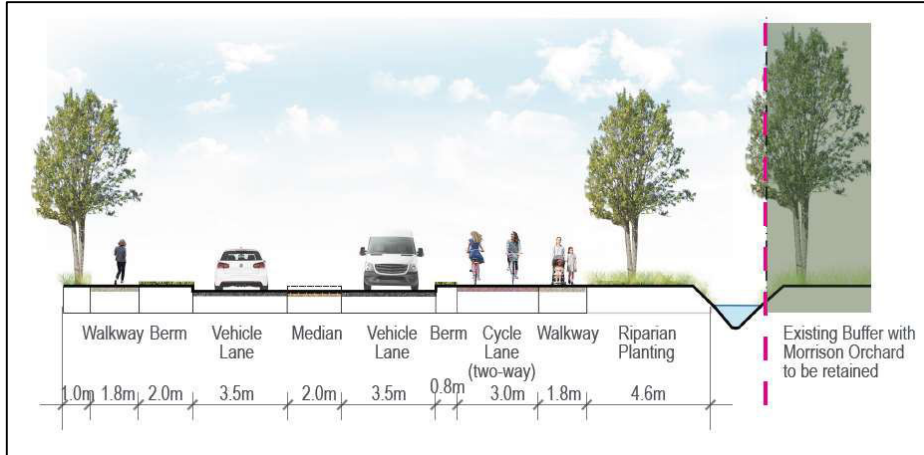 Walkway Berm Vehicle Lane Median Vehicle Lane Berm Cycle Lane (two-way) Walkway Riparian Planting Existing Buffer with Morrison Orchard to be retained
1.0m 1.8m 2.0m 3.5m 2.0m 3.5m 0.8m 3.0m 1.8m 4.6m